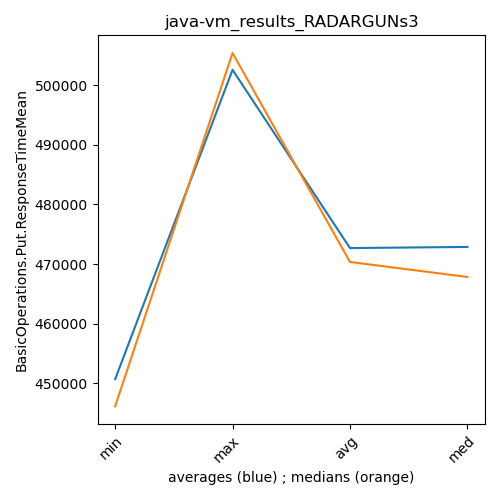 java-vm_results_RADARGUNs3
BasicOperations.Put.ResponseTimeMean
500000
490000
480000
470000
460000
450000
min
max
avg
med
averages (blue) ; medians (orange)